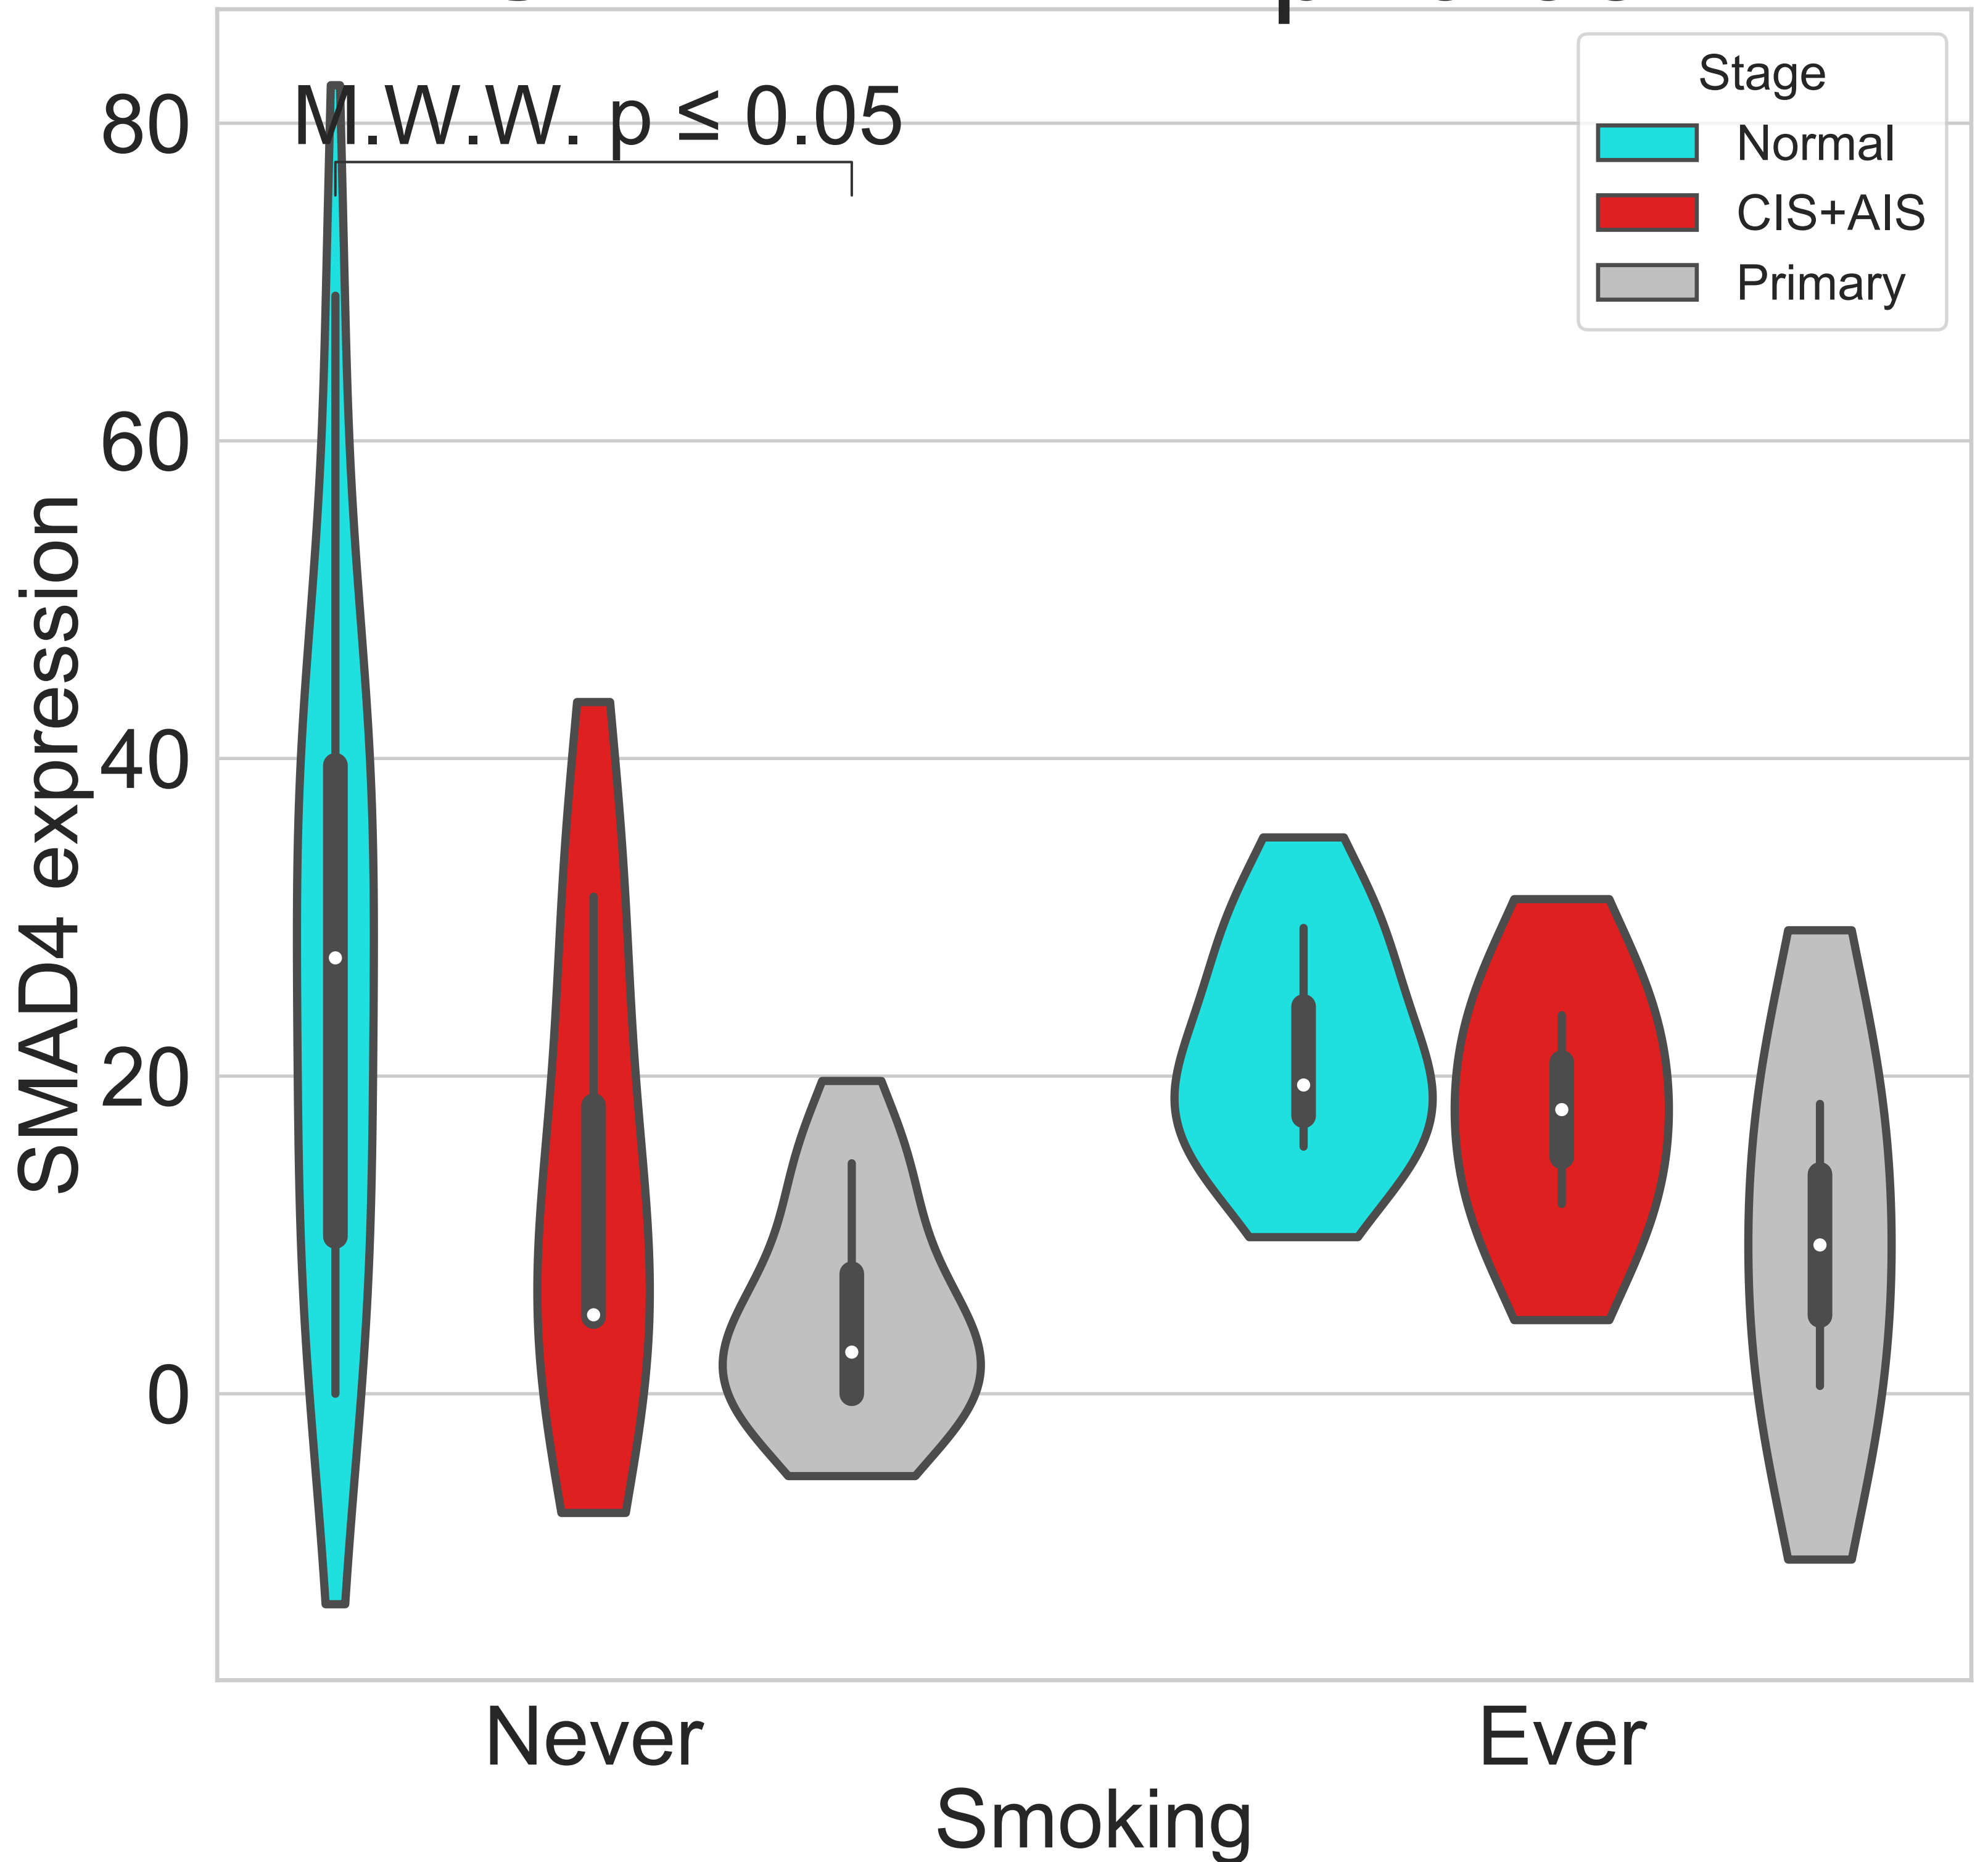 M.W.W. p ≤ 0.05
Stage
Normal
CIS+AIS
Primary
80
60
40
20
0
SMAD4 expression
Never
Ever
Smoking